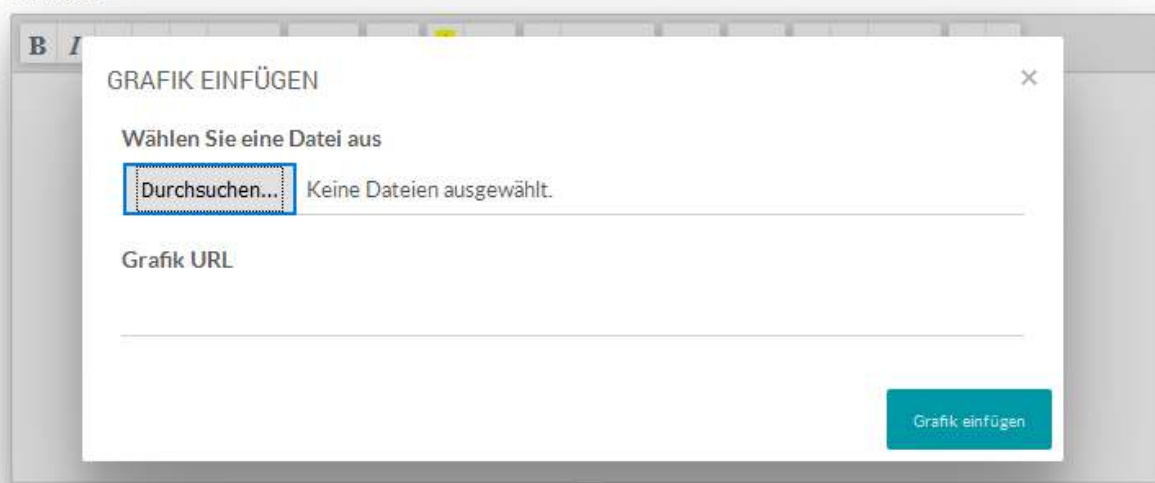 B I
GRAFIK EINFÜGEN ×
Wählen Sie eine Datei aus
Durchsuchen... Keine Dateien ausgewählt.
Grafik URL
Grafik einfügen